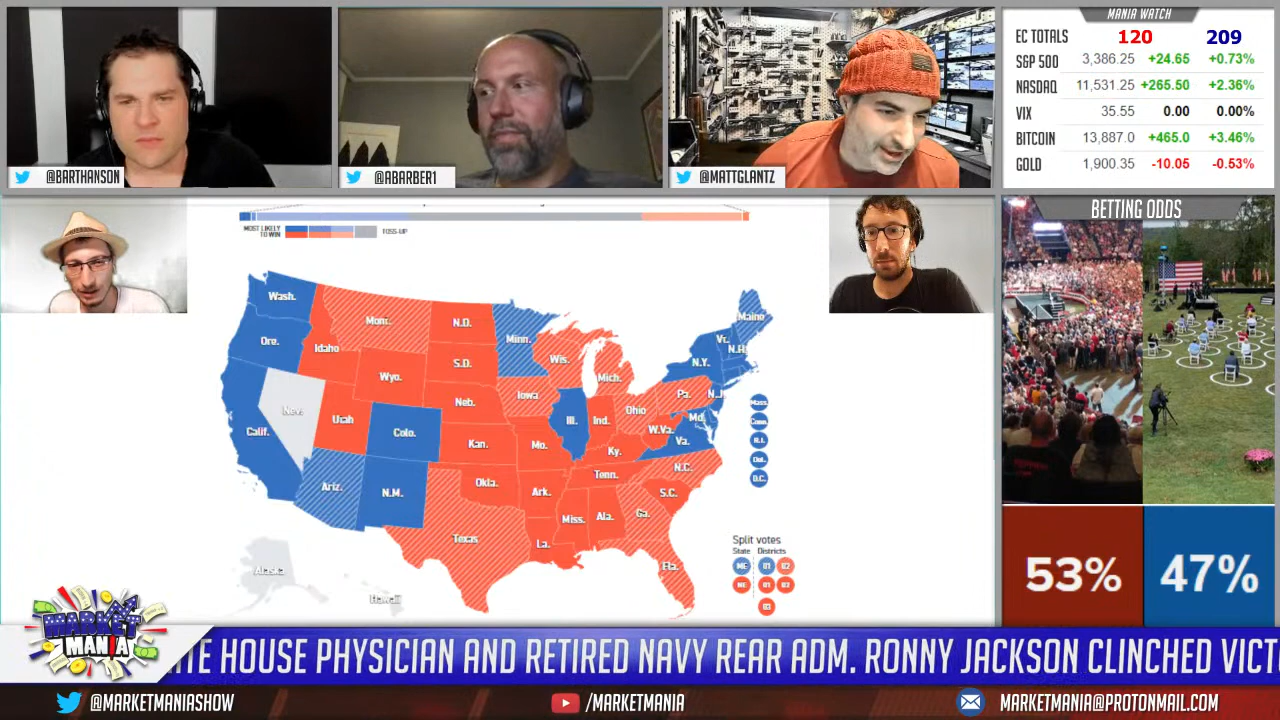 @BARTHANSON
@ABARBER1
@MATTGLANTZ
MANIA WATCH
EC TOTALS 120 209
S&P 500 3,386.25 +24.65 +0.73%
NASDAQ 11,531.25 +265.50 +2.36%
VIX 35.55 0.00 0.00%
BITCOIN 13,887.0 +465.0 +3.46%
GOLD 1,900.35 -10.05 -0.53%
BETTING ODDS
53% 47%
MOST LIKELY
TO WIN
TOSS-UP
Wash.
Ore.
Calif.
Nev.
Idaho
Mont.
Wyo.
Utah
Ariz.
Colo.
N.M.
N.D.
S.D.
Neb.
Kan.
Okla.
Texas
Minn.
Iowa
Mo.
Ark.
La.
Wis.
Ill.
Mich.
Ind.
Ohio
Ky.
Tenn.
Miss.
Ala.
Ga.
Fla.
S.C.
N.C.
W.Va.
Va.
Md.
Pa.
N.J.
N.Y.
Vt.
N.H.
Maine
Mass.
Conn.
R.I.
Del.
D.C.
Alaska
Hawaii
Split votes
State Districts
ME 01 02
NE 01 03
MARKET
MANIA
TE HOUSE PHYSICIAN AND RETIRED NAVY REAR ADM. RONNY JACKSON CLINCHED VICT
@MARKETMANIASHOW
/MARKETMANIA
MARKETMANIA@PROTONMAIL.COM